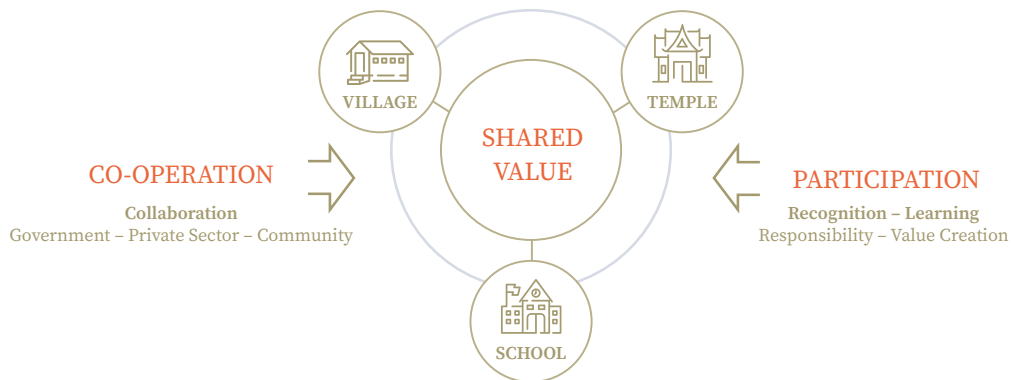 VILLAGE
TEMPLE
SHARED
VALUE
CO-OPERATION
Collaboration
Government – Private Sector – Community
PARTICIPATION
Recognition – Learning
Responsibility – Value Creation
SCHOOL